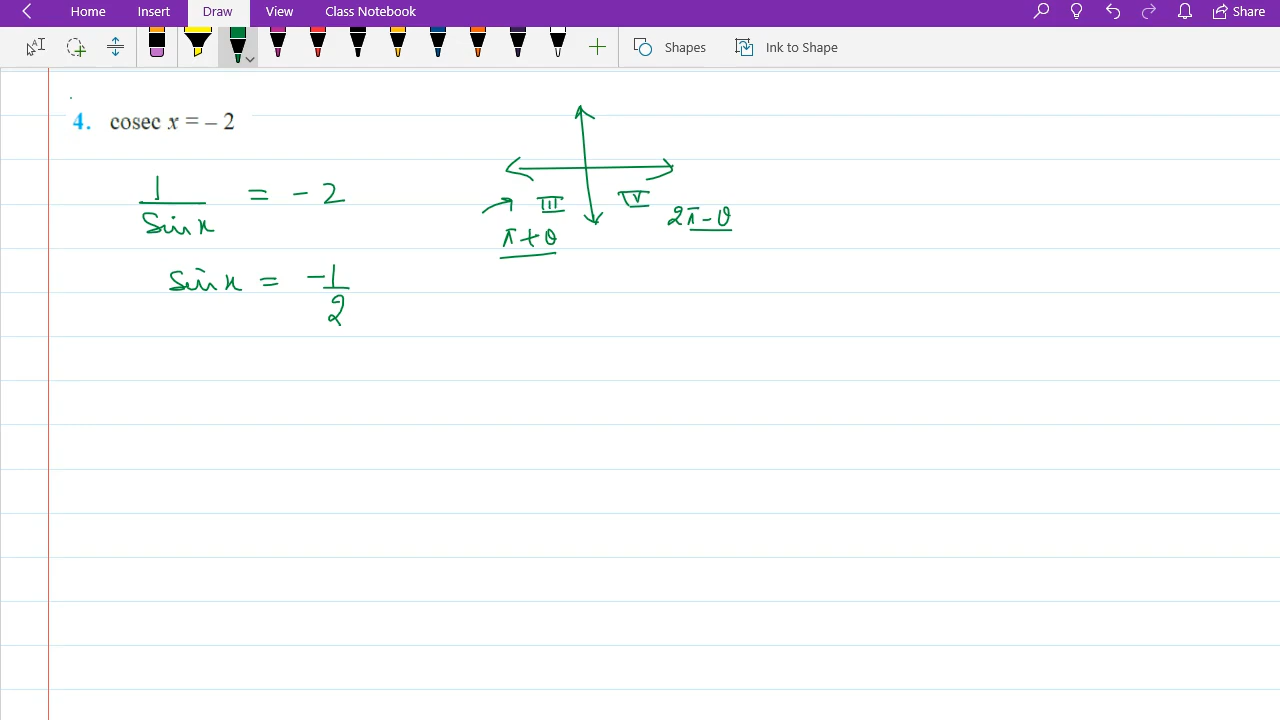 Home Insert Draw View Class Notebook Share
Shapes Ink to Shape
4. cosec x = – 2
1/Sin x = - 2
III IV
2π - θ
π + θ
Sin x = -1/2